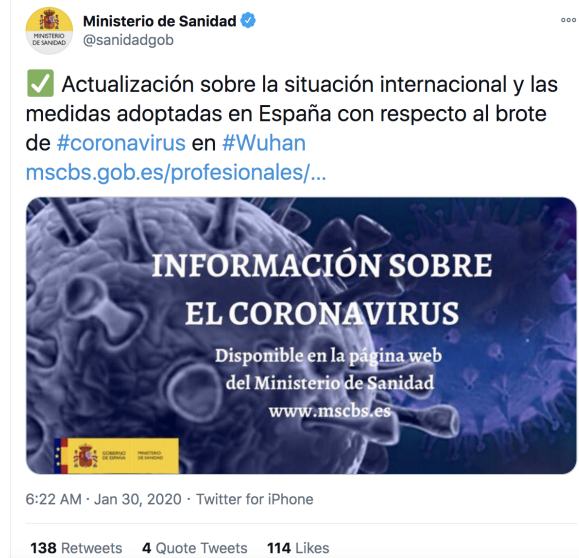 Ministerio de Sanidad
@sanidadgob
MINISTERIO
DE SANIDAD
✅ Actualización sobre la situación internacional y las
medidas adoptadas en España con respecto al brote
de #coronavirus en #Wuhan
mscbs.gob.es/profesionales/...
INFORMACIÓN SOBRE
EL CORONAVIRUS
Disponible en la página web
del Ministerio de Sanidad
www.mscbs.es
GOBIERNO
DE ESPAÑA
MINISTERIO
DE SANIDAD
6:22 AM · Jan 30, 2020 · Twitter for iPhone
138 Retweets 4 Quote Tweets 114 Likes